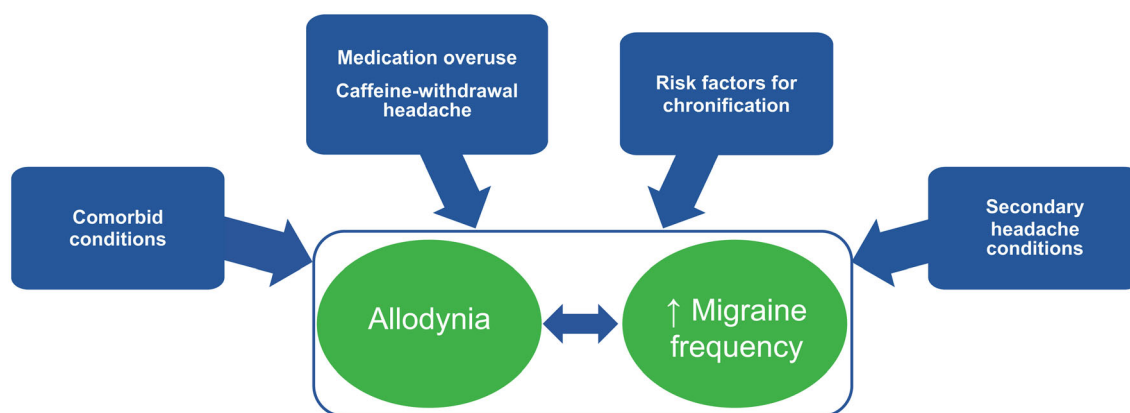 Medication overuse
Caffeine-withdrawal
headache
Risk factors for
chronification
Comorbid
conditions
Secondary
headache
conditions
Allodynia
↑ Migraine
frequency